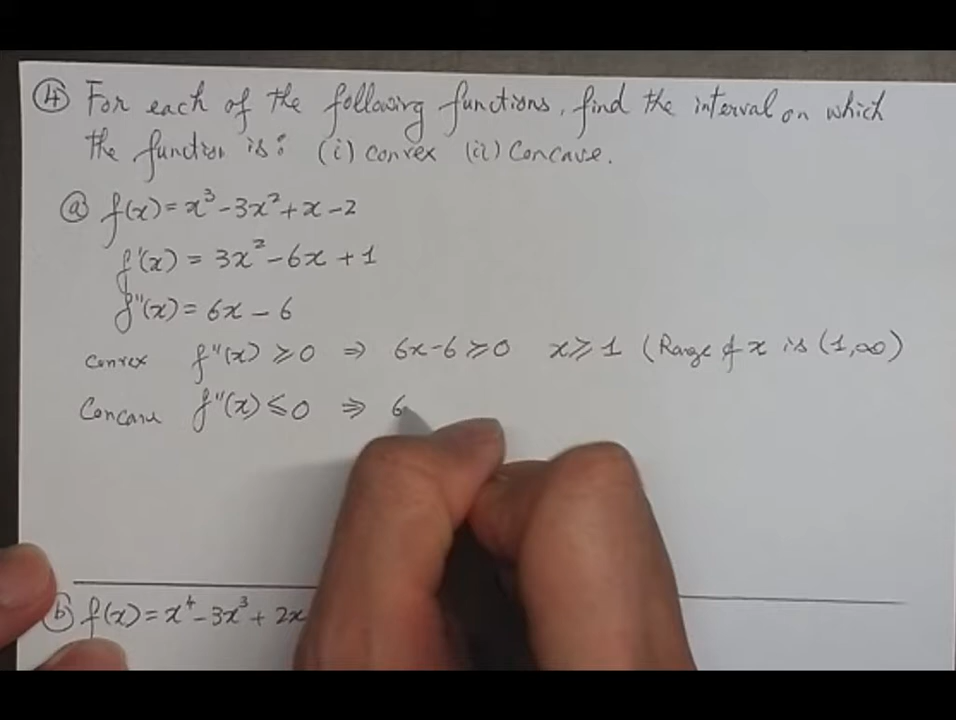 ④ For each of the following functions, find the interval on which
the function is: (i) convex (ii) Concave.
ⓐ f(x) = x³ - 3x² + x - 2
f'(x) = 3x² - 6x + 1
f''(x) = 6x - 6
Convex f''(x) ≥ 0 ⇒ 6x - 6 ≥ 0 x ≥ 1 (Range of x is (1, ∞)
Concave f''(x) ≤ 0 ⇒ 6
ⓑ f(x) = x⁴ - 3x³ + 2x